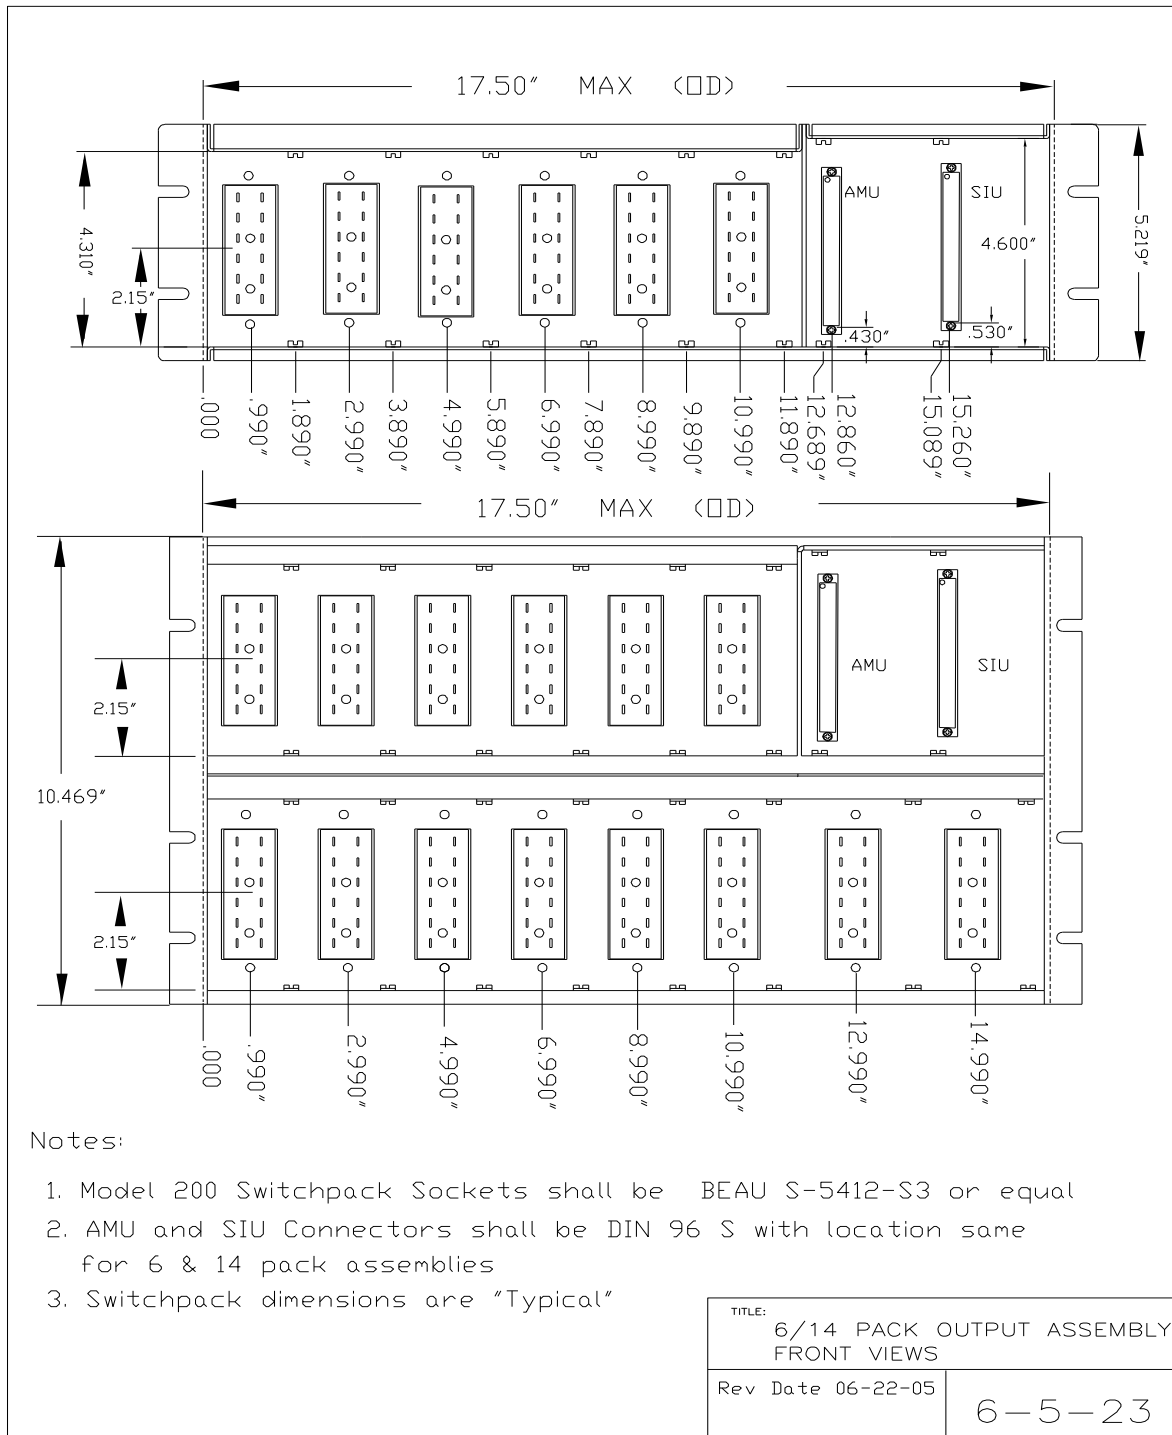 17.50" MAX (OD)
AMU
SIU
4.310"
2.15"
4.600"
5.219"
.430"
.530"
.000
.990"
1.890"
2.990"
3.890"
4.990"
5.890"
6.990"
7.890"
8.990"
9.890"
10.990"
11.890"
12.689"
12.860"
15.089"
15.260"
17.50" MAX (OD)
AMU
SIU
2.15"
10.469"
2.15"
.000
.990"
2.990"
4.990"
6.990"
8.990"
10.990"
12.990"
14.990"
Notes:
1. Model 200 Switchpack Sockets shall be BEAU S-5412-S3 or equal
2. AMU and SIU Connectors shall be DIN 96 S with location same
for 6 & 14 pack assemblies
3. Switchpack dimensions are "Typical"
TITLE:
6/14 PACK OUTPUT ASSEMBLY
FRONT VIEWS
Rev Date 06-22-05
6-5-23